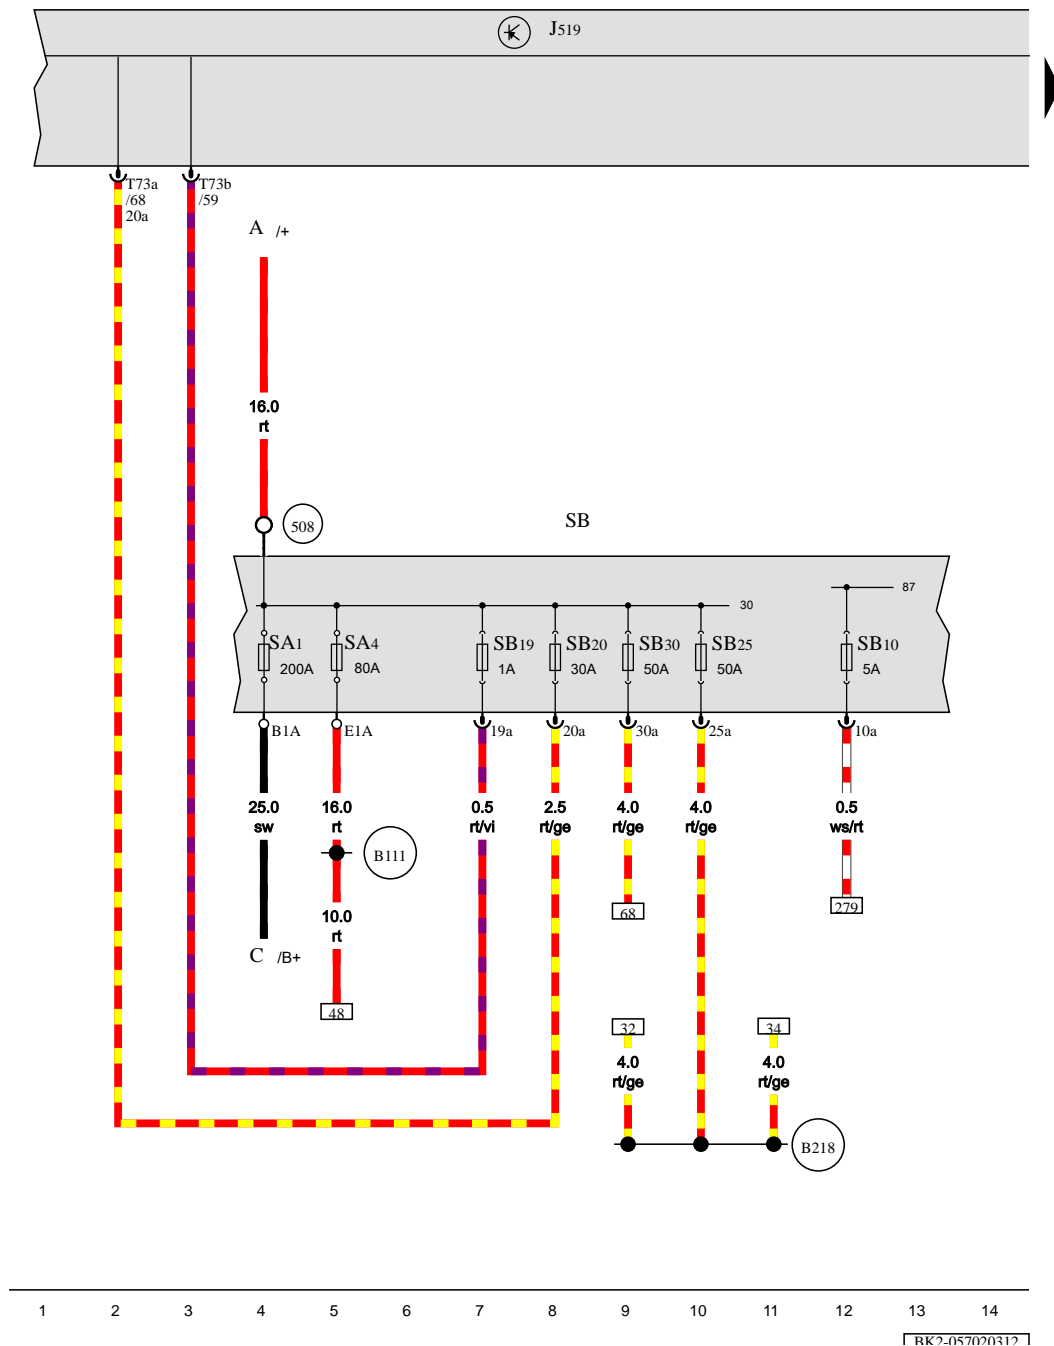 J519
T73a
/68
20a
T73b
/59
A /+
16.0
rt
508
SB
87
30
SA1
200A
SA4
80A
SB19
1A
SB20
30A
SB30
50A
SB25
50A
SB10
5A
B1A
E1A
19a
20a
30a
25a
10a
25.0
sw
16.0
rt
0.5
rt/vi
2.5
rt/ge
4.0
rt/ge
4.0
rt/ge
0.5
ws/rt
B111
68
279
10.0
rt
C /B+
48
32
34
4.0
rt/ge
4.0
rt/ge
B218
1 2 3 4 5 6 7 8 9 10 11 12 13 14
BK2-057020312